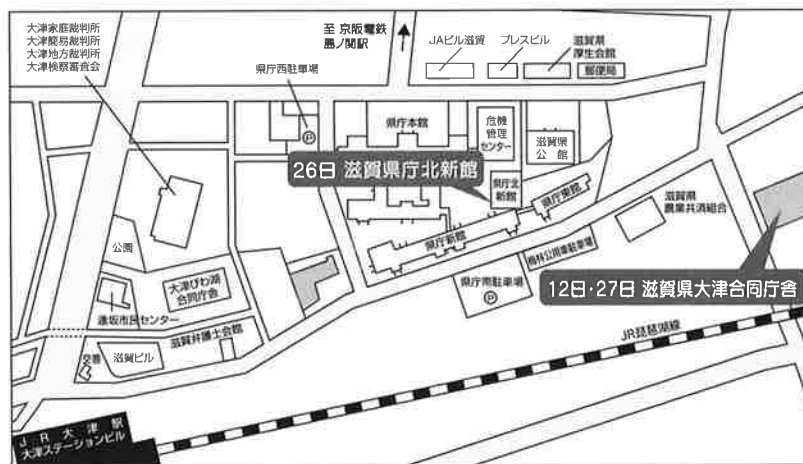 大津家庭裁判所
大津簡易裁判所
大津地方裁判所
大津検察審査会
至 京阪電鉄
島ノ関駅
JAビル滋賀
プレスビル
滋賀県
厚生会館
郵便局
県庁西駐車場
P
県庁本館
危機
管理
センター
滋賀県
公館
26日 滋賀県庁北新館
県庁北
新館
県庁東館
県庁新館
滋賀県
農業共済組合
梅林公用車駐車場
県庁南駐車場
P
12日・27日 滋賀県大津合同庁舎
公園
大津びわ湖
合同庁舎
逢坂市民センター
滋賀弁護士会館
滋賀ビル
交番
JR琵琶湖線
JR大津駅
大津ステーションビル